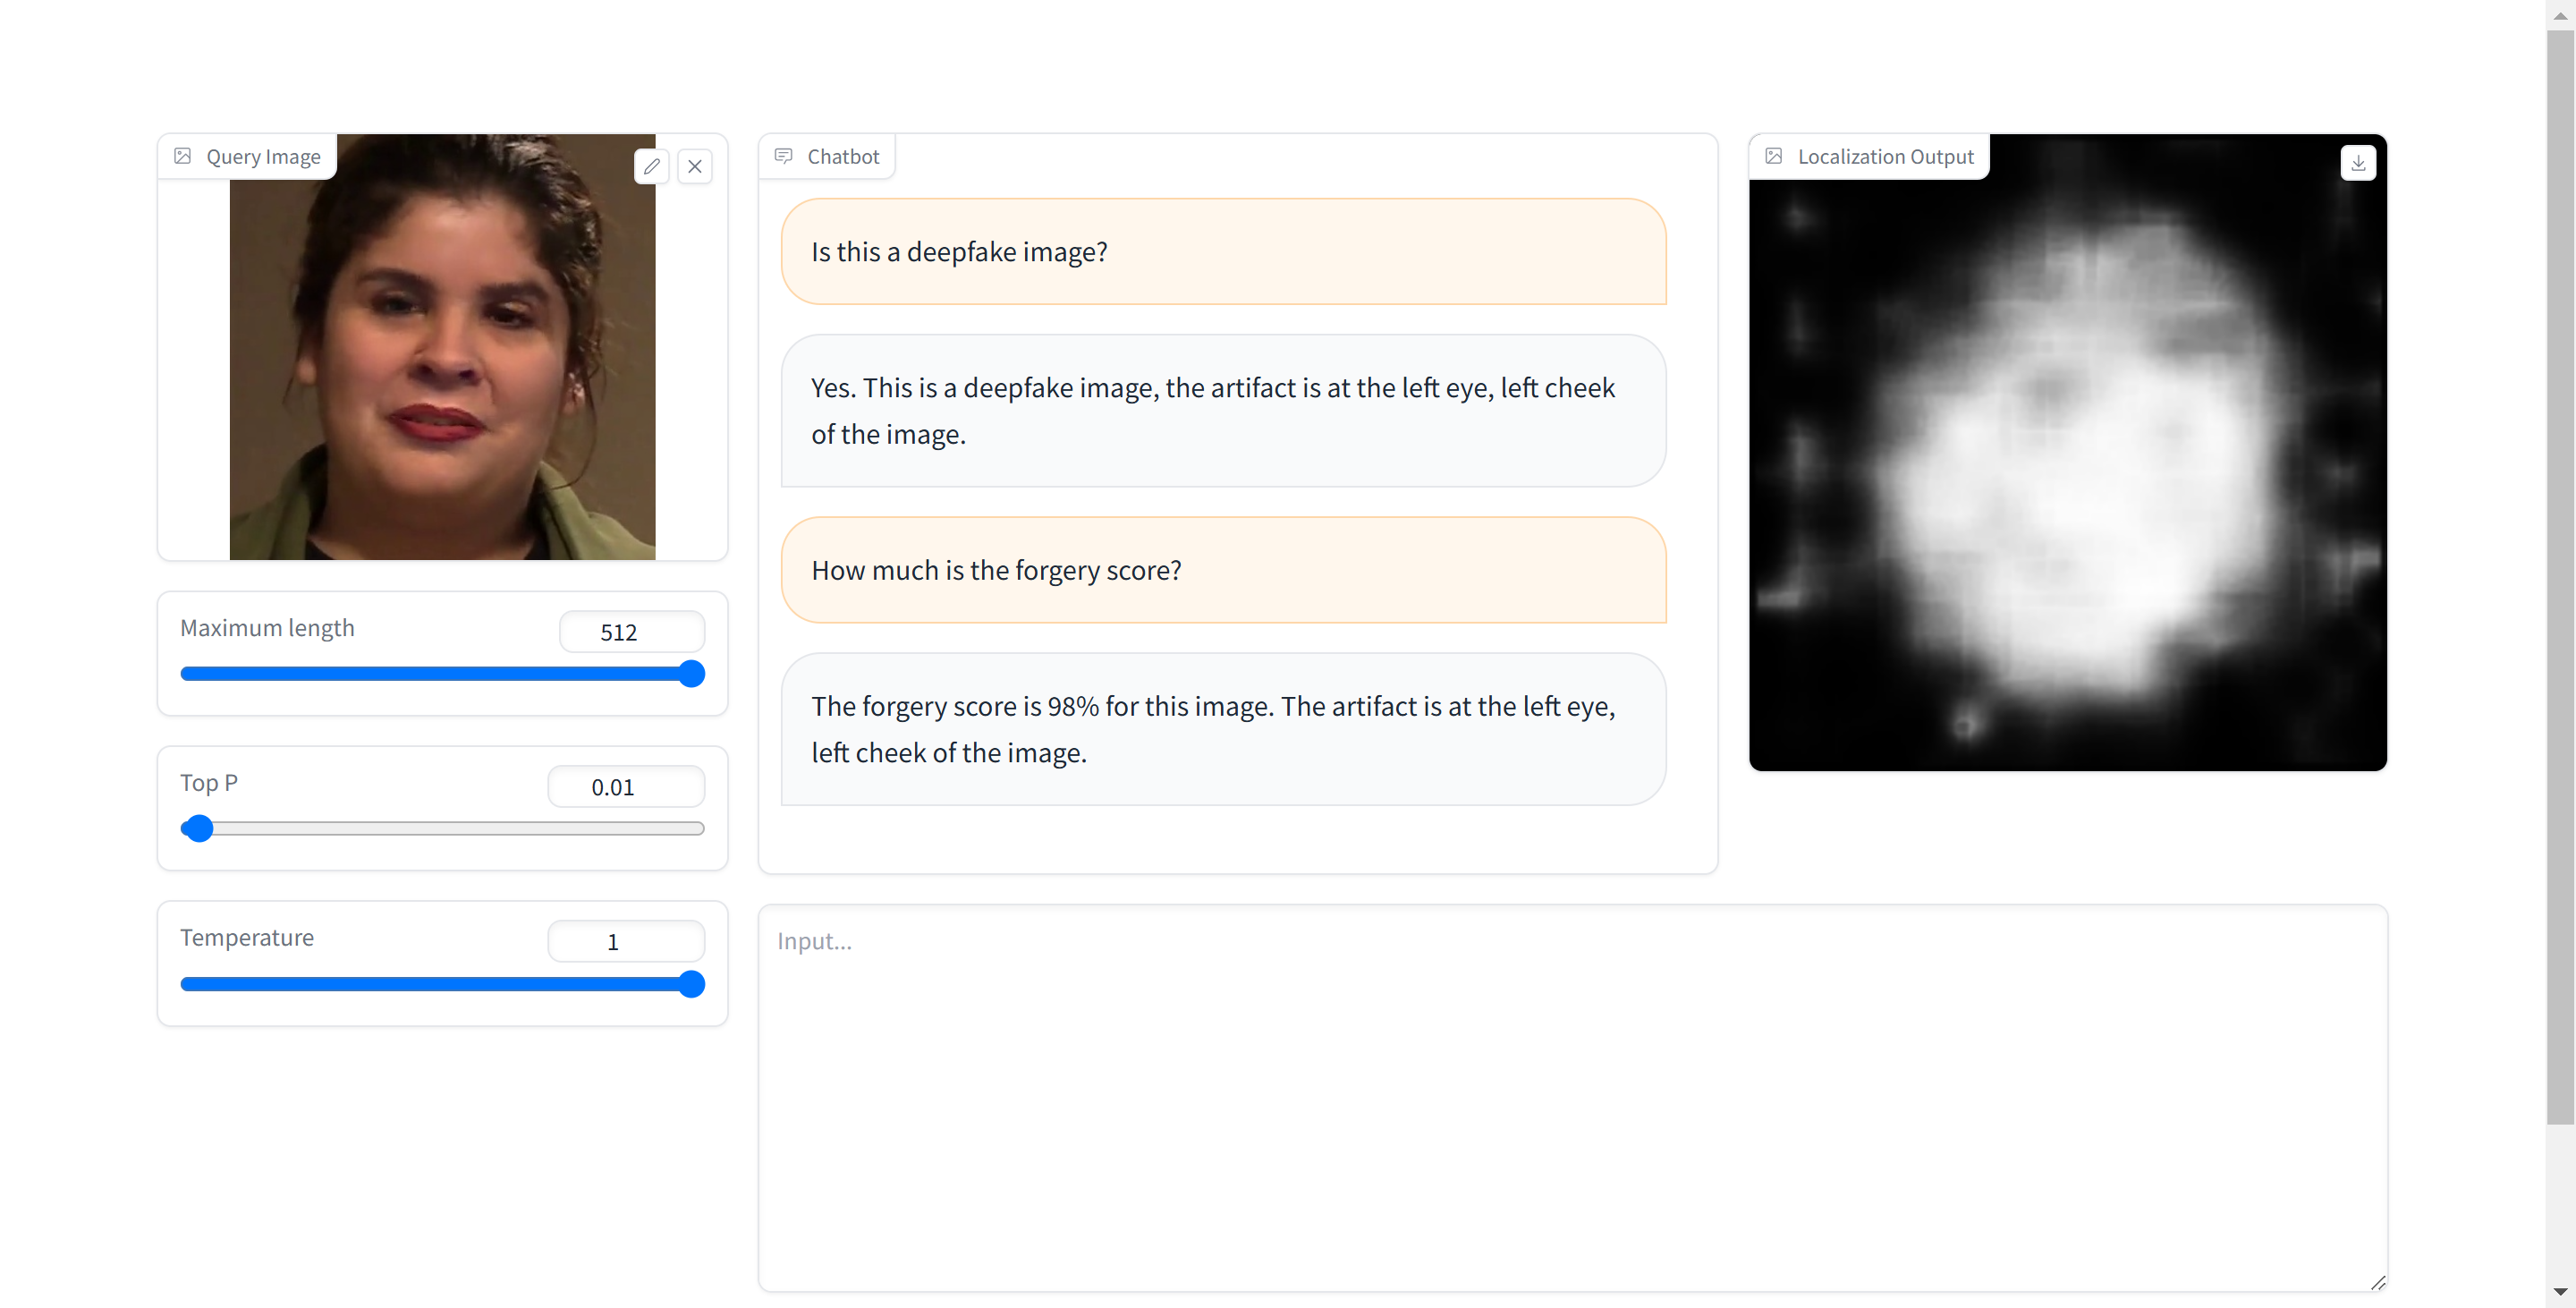 Query Image
Maximum length
512
Top P
0.01
Temperature
1
Chatbot
Is this a deepfake image?
Yes. This is a deepfake image, the artifact is at the left eye, left cheek
of the image.
How much is the forgery score?
The forgery score is 98% for this image. The artifact is at the left eye,
left cheek of the image.
Input...
Localization Output